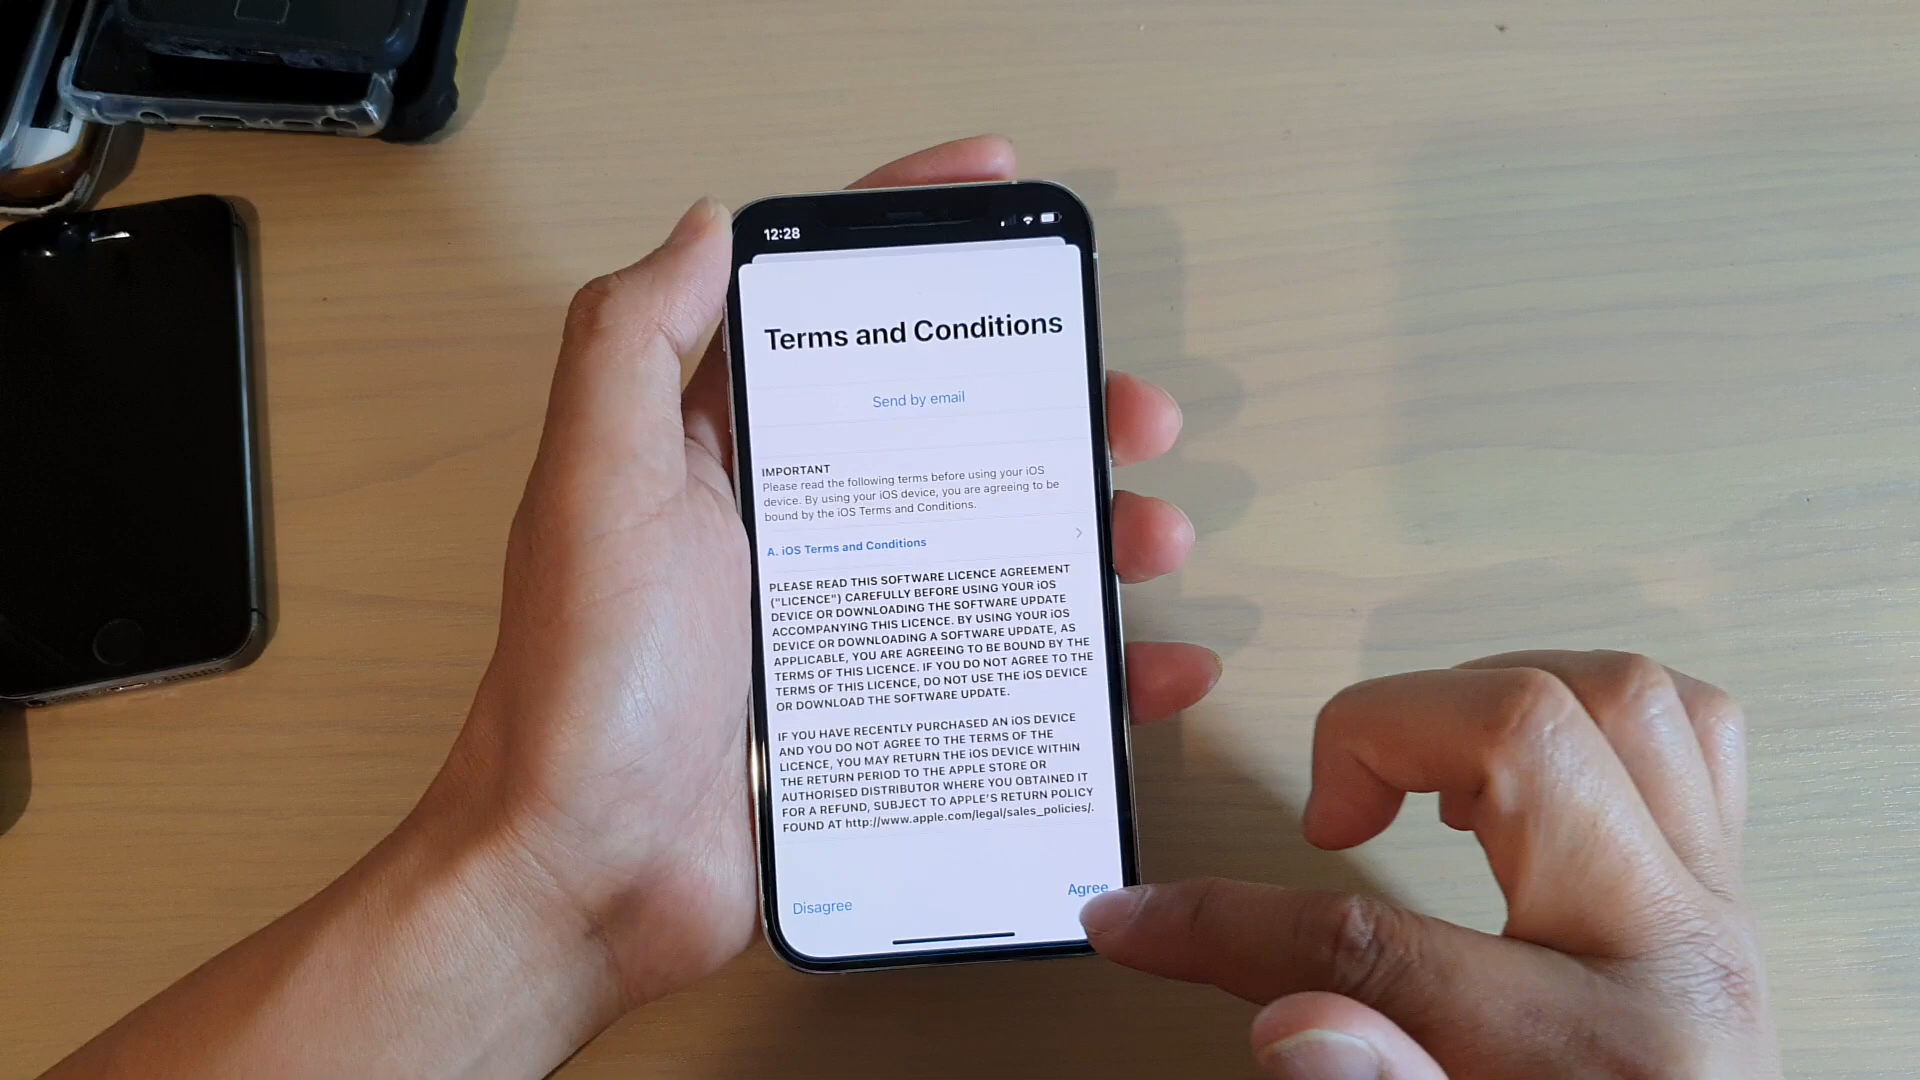 12:28
Terms and Conditions
Send by email
IMPORTANT
Please read the following terms before using your iOS
device. By using your iOS device, you are agreeing to be
bound by the iOS Terms and Conditions.
A. iOS Terms and Conditions
PLEASE READ THIS SOFTWARE LICENCE AGREEMENT
("LICENCE") CAREFULLY BEFORE USING YOUR iOS
DEVICE OR DOWNLOADING THE SOFTWARE UPDATE
ACCOMPANYING THIS LICENCE. BY USING YOUR iOS
DEVICE OR DOWNLOADING A SOFTWARE UPDATE, AS
APPLICABLE, YOU ARE AGREEING TO BE BOUND BY THE
TERMS OF THIS LICENCE. IF YOU DO NOT AGREE TO THE
TERMS OF THIS LICENCE, DO NOT USE THE iOS DEVICE
OR DOWNLOAD THE SOFTWARE UPDATE.
IF YOU HAVE RECENTLY PURCHASED AN iOS DEVICE
AND YOU DO NOT AGREE TO THE TERMS OF THE
LICENCE, YOU MAY RETURN THE iOS DEVICE WITHIN
THE RETURN PERIOD TO THE APPLE STORE OR
AUTHORISED DISTRIBUTOR WHERE YOU OBTAINED IT
FOR A REFUND, SUBJECT TO APPLE'S RETURN POLICY
FOUND AT http://www.apple.com/legal/sales_policies/.
Disagree
Agree